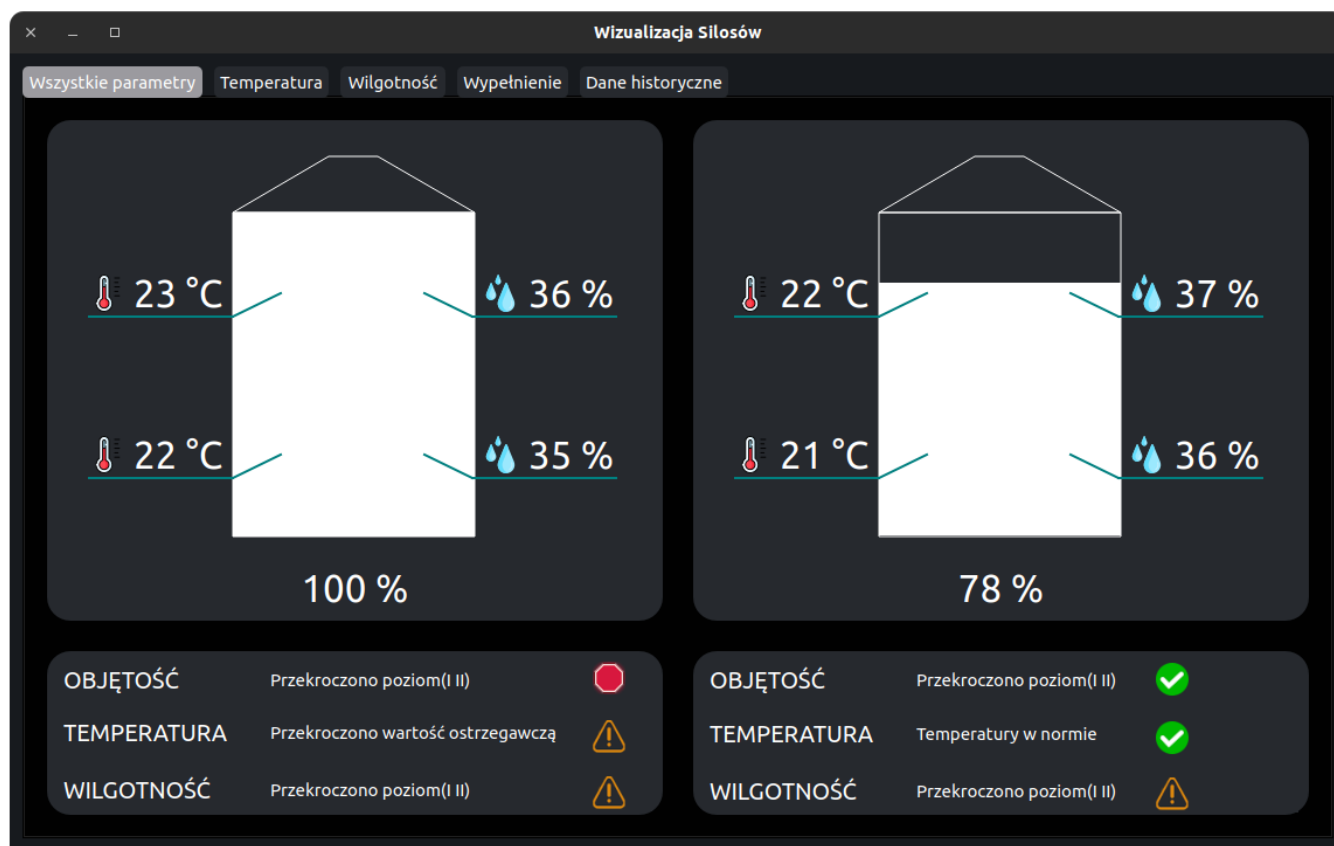 Wizualizacja Silosów
Wszystkie parametry Temperatura Wilgotność Wypełnienie Dane historyczne
23 °C 36 %
22 °C 35 %
100 %
22 °C 37 %
21 °C 36 %
78 %
OBJĘTOŚĆ Przekroczono poziom(I II)
TEMPERATURA Przekroczono wartość ostrzegawczą
WILGOTNOŚĆ Przekroczono poziom(I II)
OBJĘTOŚĆ Przekroczono poziom(I II)
TEMPERATURA Temperatury w normie
WILGOTNOŚĆ Przekroczono poziom(I II)